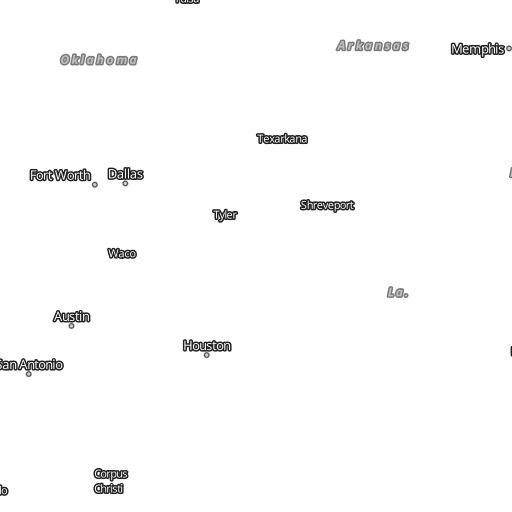 Oklahoma
Arkansas
Memphis
Texarkana
Fort Worth
Dallas
Shreveport
Tyler
Waco
La.
Austin
Houston
San Antonio
Corpus
Christi